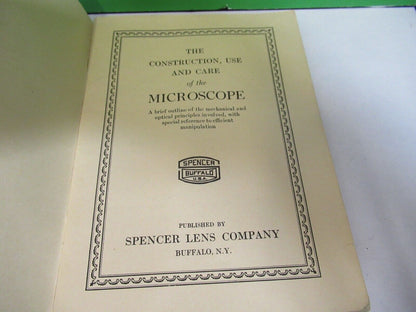 THE
CONSTRUCTION, USE
AND CARE
of the
MICROSCOPE
A brief outline of the mechanical and
optical principles involved, with
special reference to efficient
manipulation
SPENCER
BUFFALO
U.S.A.
PUBLISHED BY
SPENCER LENS COMPANY
BUFFALO, N.Y.